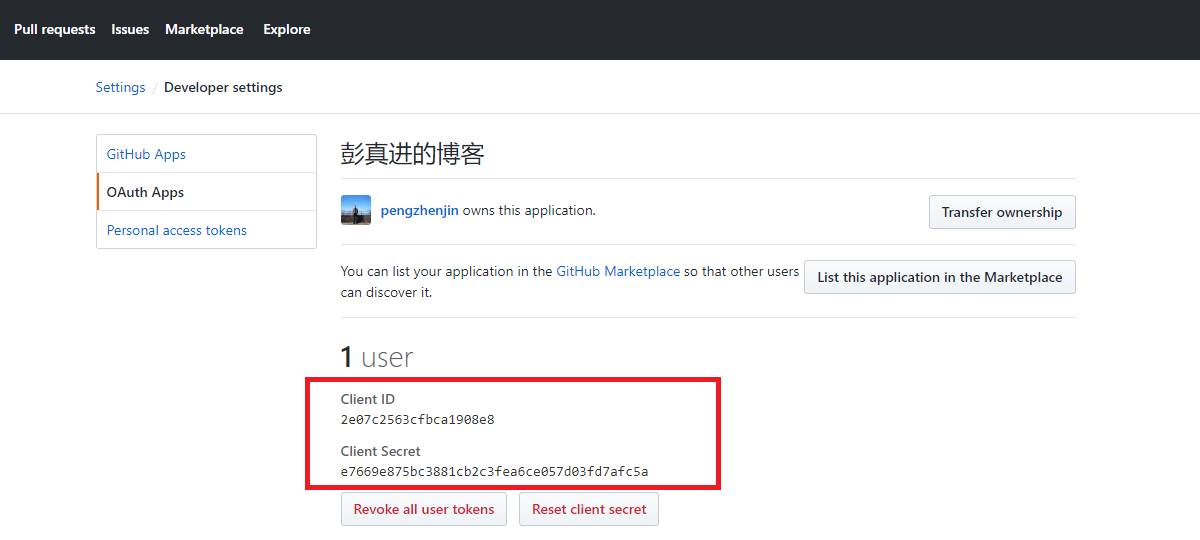 Pull requests Issues Marketplace Explore
Settings / Developer settings
GitHub Apps
OAuth Apps
Personal access tokens
彭真进的博客
pengzhenjin owns this application.
Transfer ownership
You can list your application in the GitHub Marketplace so that other users
can discover it.
List this application in the Marketplace
1 user
Client ID
2e07c2563cfbca1908e8
Client Secret
e7669e875bc3881cb2c3fea6ce057d03fd7afc5a
Revoke all user tokens
Reset client secret